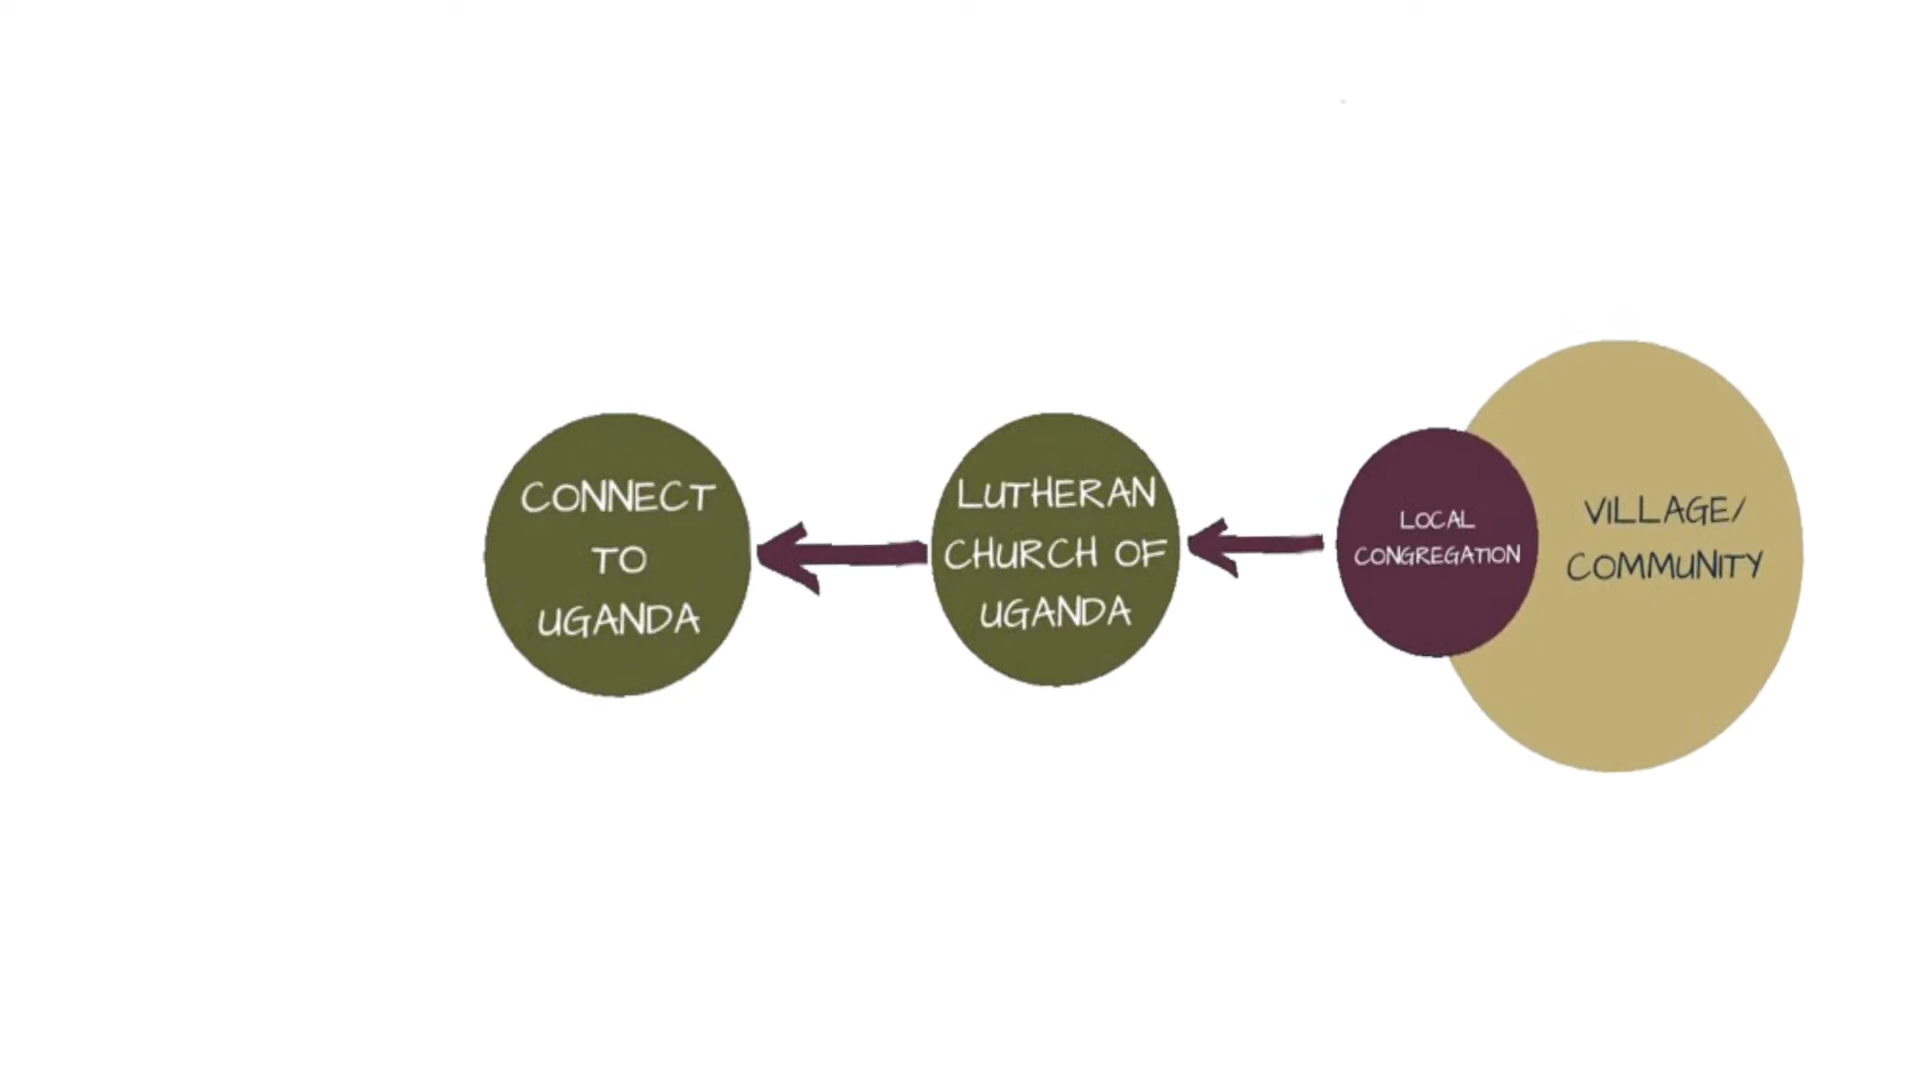 CONNECT
TO
UGANDA
LUTHERAN
CHURCH OF
UGANDA
LOCAL
CONGREGATION
VILLAGE/
COMMUNITY